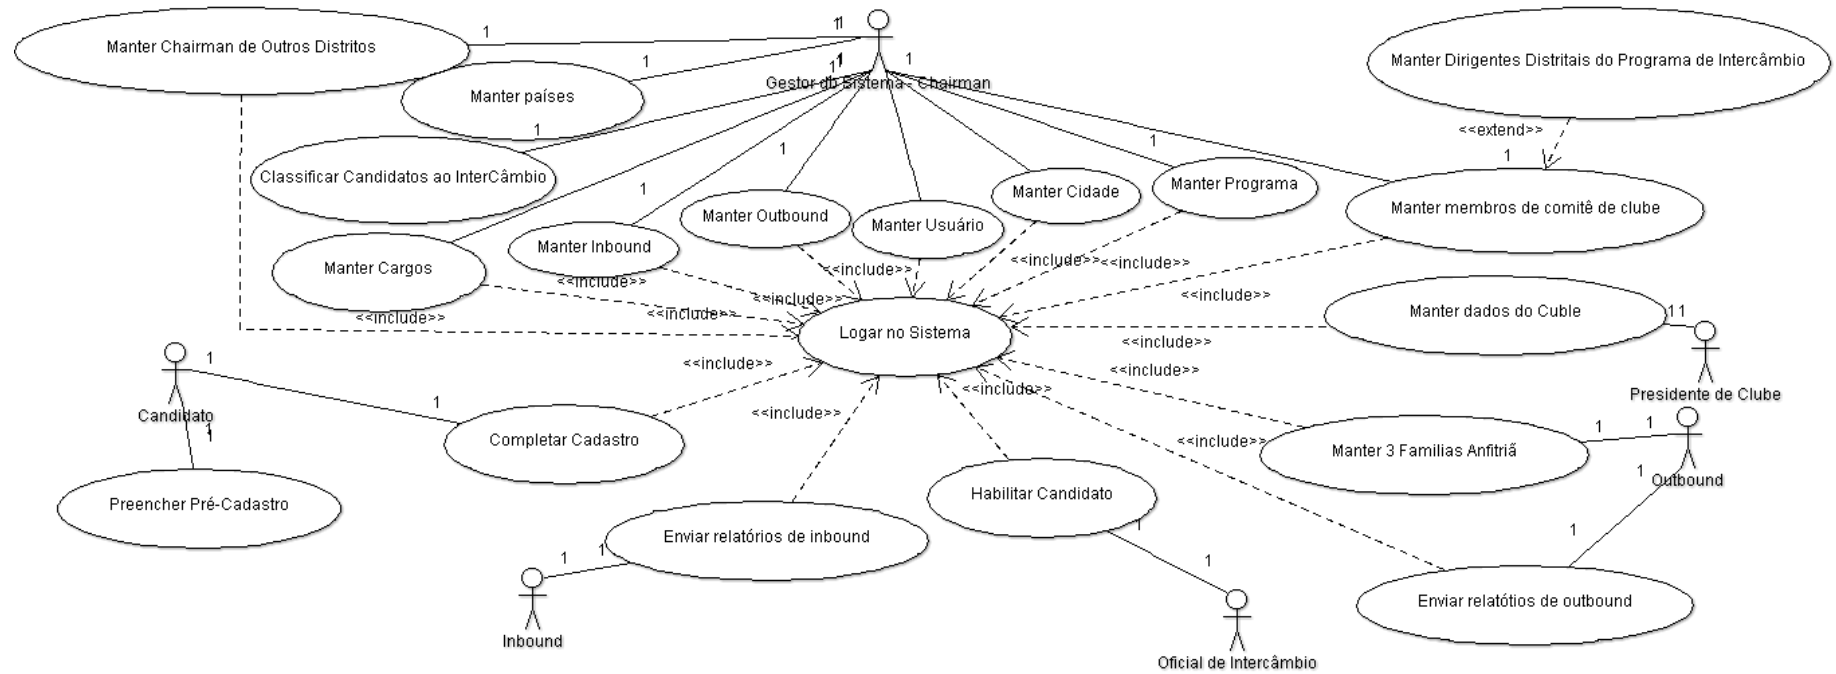 Manter Chairman de Outros Distritos
1
11
Manter países
1
1
1
1
Gestor do Sistema - Chairman
Manter Dirigentes Distritais do Programa de Intercâmbio
<<extend>>
Classificar Candidatos ao InterCâmbio
1
1
1
1
1
Manter Outbound
Manter Usuário
Manter Cidade
Manter Programa
Manter membros de comitê de clube
Manter Cargos
Manter Inbound
<<include>>
<<include>>
<<include>>
<<include>>
<<include>>
<<include>>
<<include>>
<<include>>
Logar no Sistema
Manter dados do Cuble
11
Presidente de Clube
<<include>>
<<include>>
<<include>>
<<include>>
<<include>>
<<include>>
Candidato
1
1
1
Completar Cadastro
Preencher Pré-Cadastro
Manter 3 Familias Anfitriã
1
1
Outbound
1
1
Habilitar Candidato
1
1
Enviar relatórios de inbound
1
1
Inbound
Oficial de Intercâmbio
Enviar relatótios de outbound